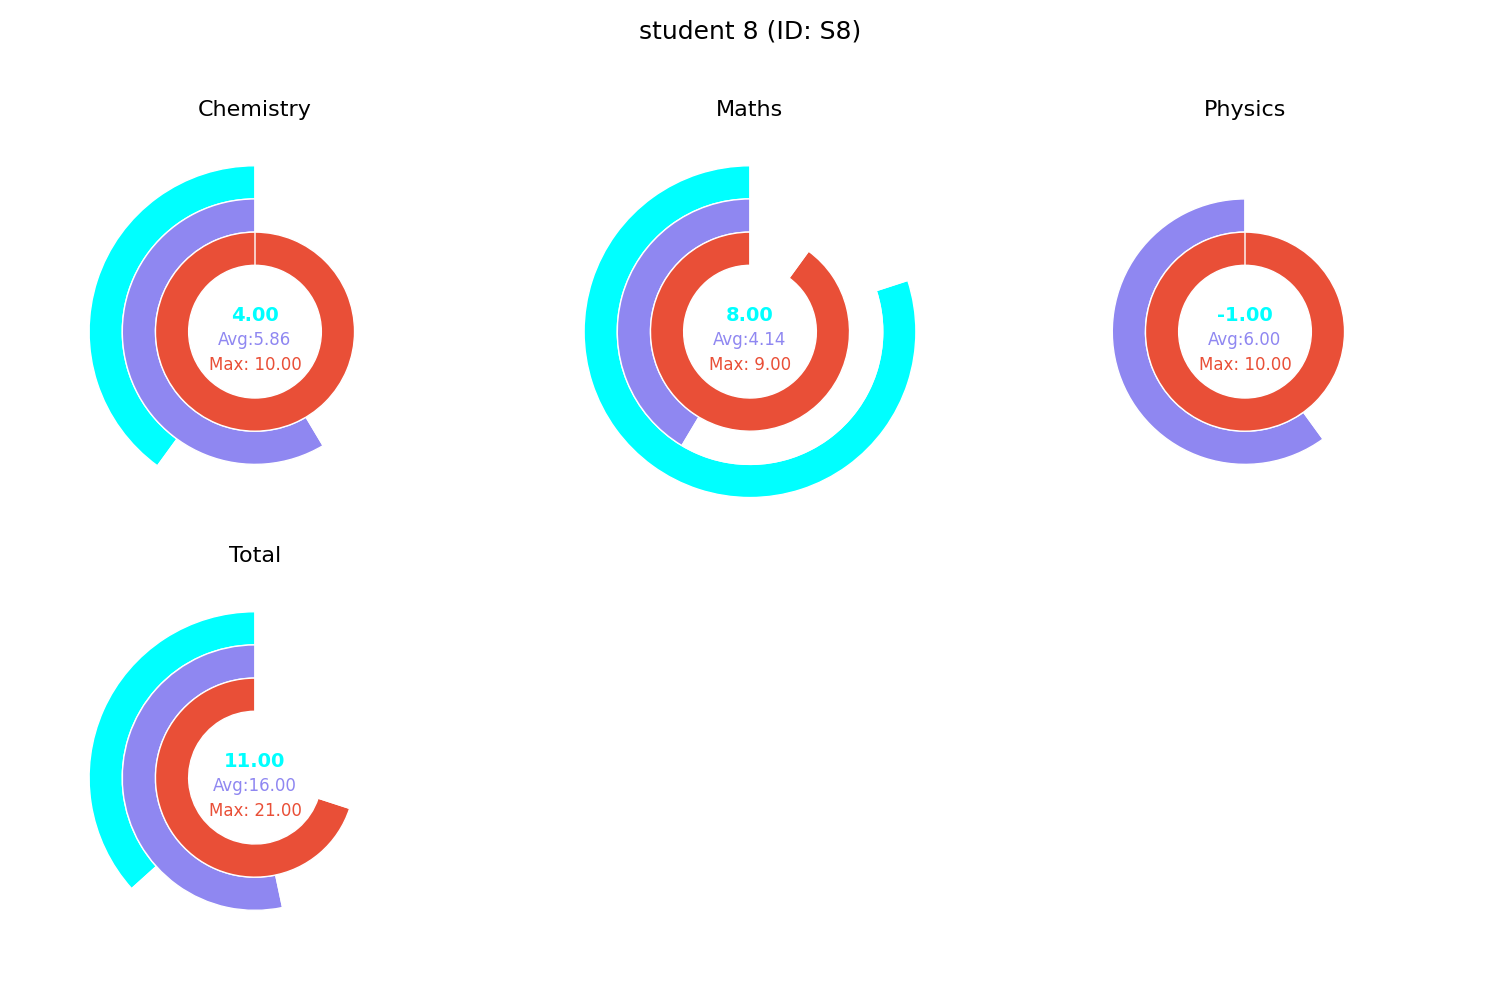 student 8 (ID: S8)
Chemistry
4.00
Avg:5.86
Max: 10.00
Maths
8.00
Avg:4.14
Max: 9.00
Physics
-1.00
Avg:6.00
Max: 10.00
Total
11.00
Avg:16.00
Max: 21.00